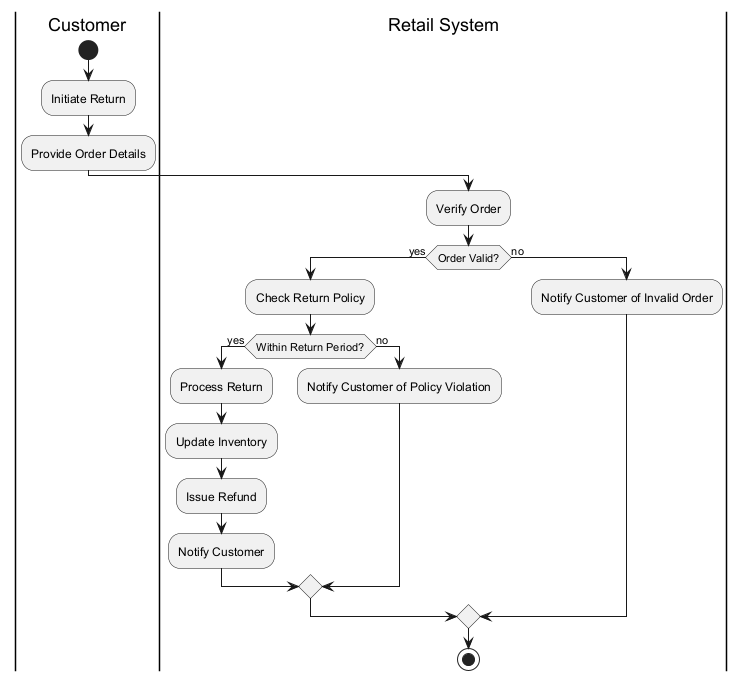 Customer
Retail System
Initiate Return
Provide Order Details
Verify Order
yes
Order Valid?
no
Check Return Policy
Notify Customer of Invalid Order
yes
Within Return Period?
no
Process Return
Notify Customer of Policy Violation
Update Inventory
Issue Refund
Notify Customer